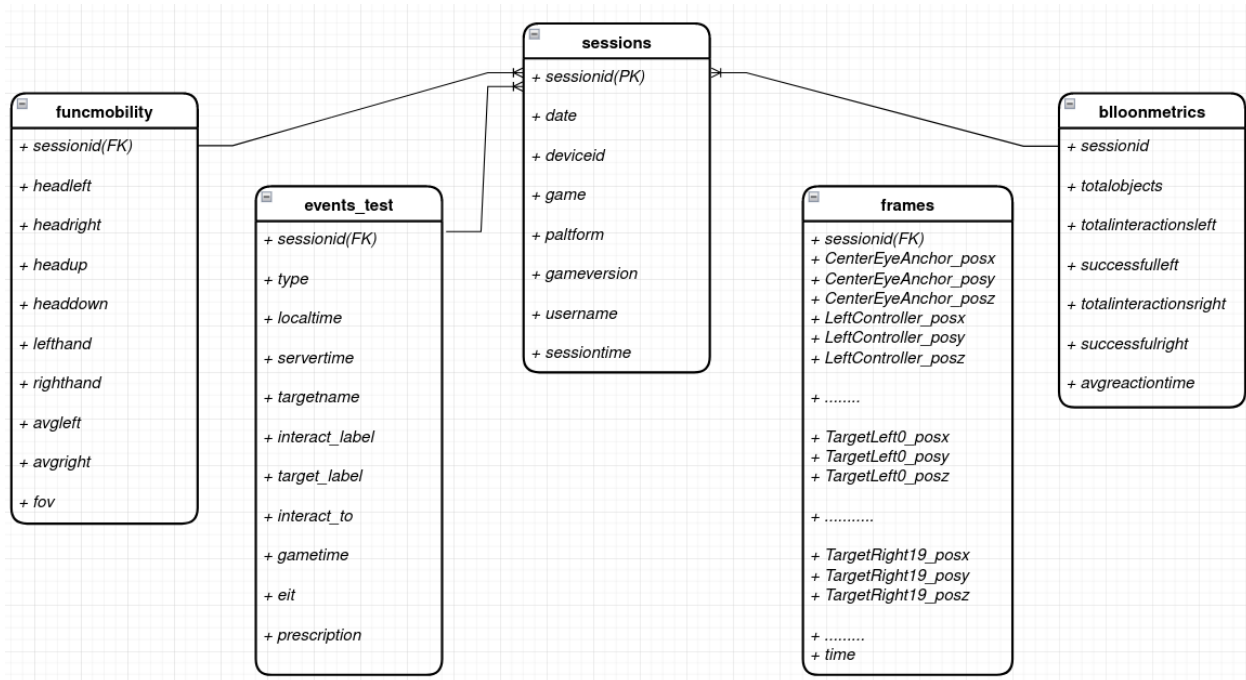 sessions
+ sessionid(PK)
+ date
+ deviceid
+ game
+ paltform
+ gameversion
+ username
+ sessiontime
funcmobility
+ sessionid(FK)
+ headleft
+ headright
+ headup
+ headdown
+ lefthand
+ righthand
+ avgleft
+ avgright
+ fov
events_test
+ sessionid(FK)
+ type
+ localtime
+ servertime
+ targetname
+ interact_label
+ target_label
+ interact_to
+ gametime
+ eit
+ prescription
frames
+ sessionid(FK)
+ CenterEyeAnchor_posx
+ CenterEyeAnchor_posy
+ CenterEyeAnchor_posz
+ LeftController_posx
+ LeftController_posy
+ LeftController_posz
+ ........
+ TargetLeft0_posx
+ TargetLeft0_posy
+ TargetLeft0_posz
+ ...........
+ TargetRight19_posx
+ TargetRight19_posy
+ TargetRight19_posz
+ .........
+ time
blloonmetrics
+ sessionid
+ totalobjects
+ totalinteractionsleft
+ successfulleft
+ totalinteractionsright
+ successfulright
+ avgreactiontime